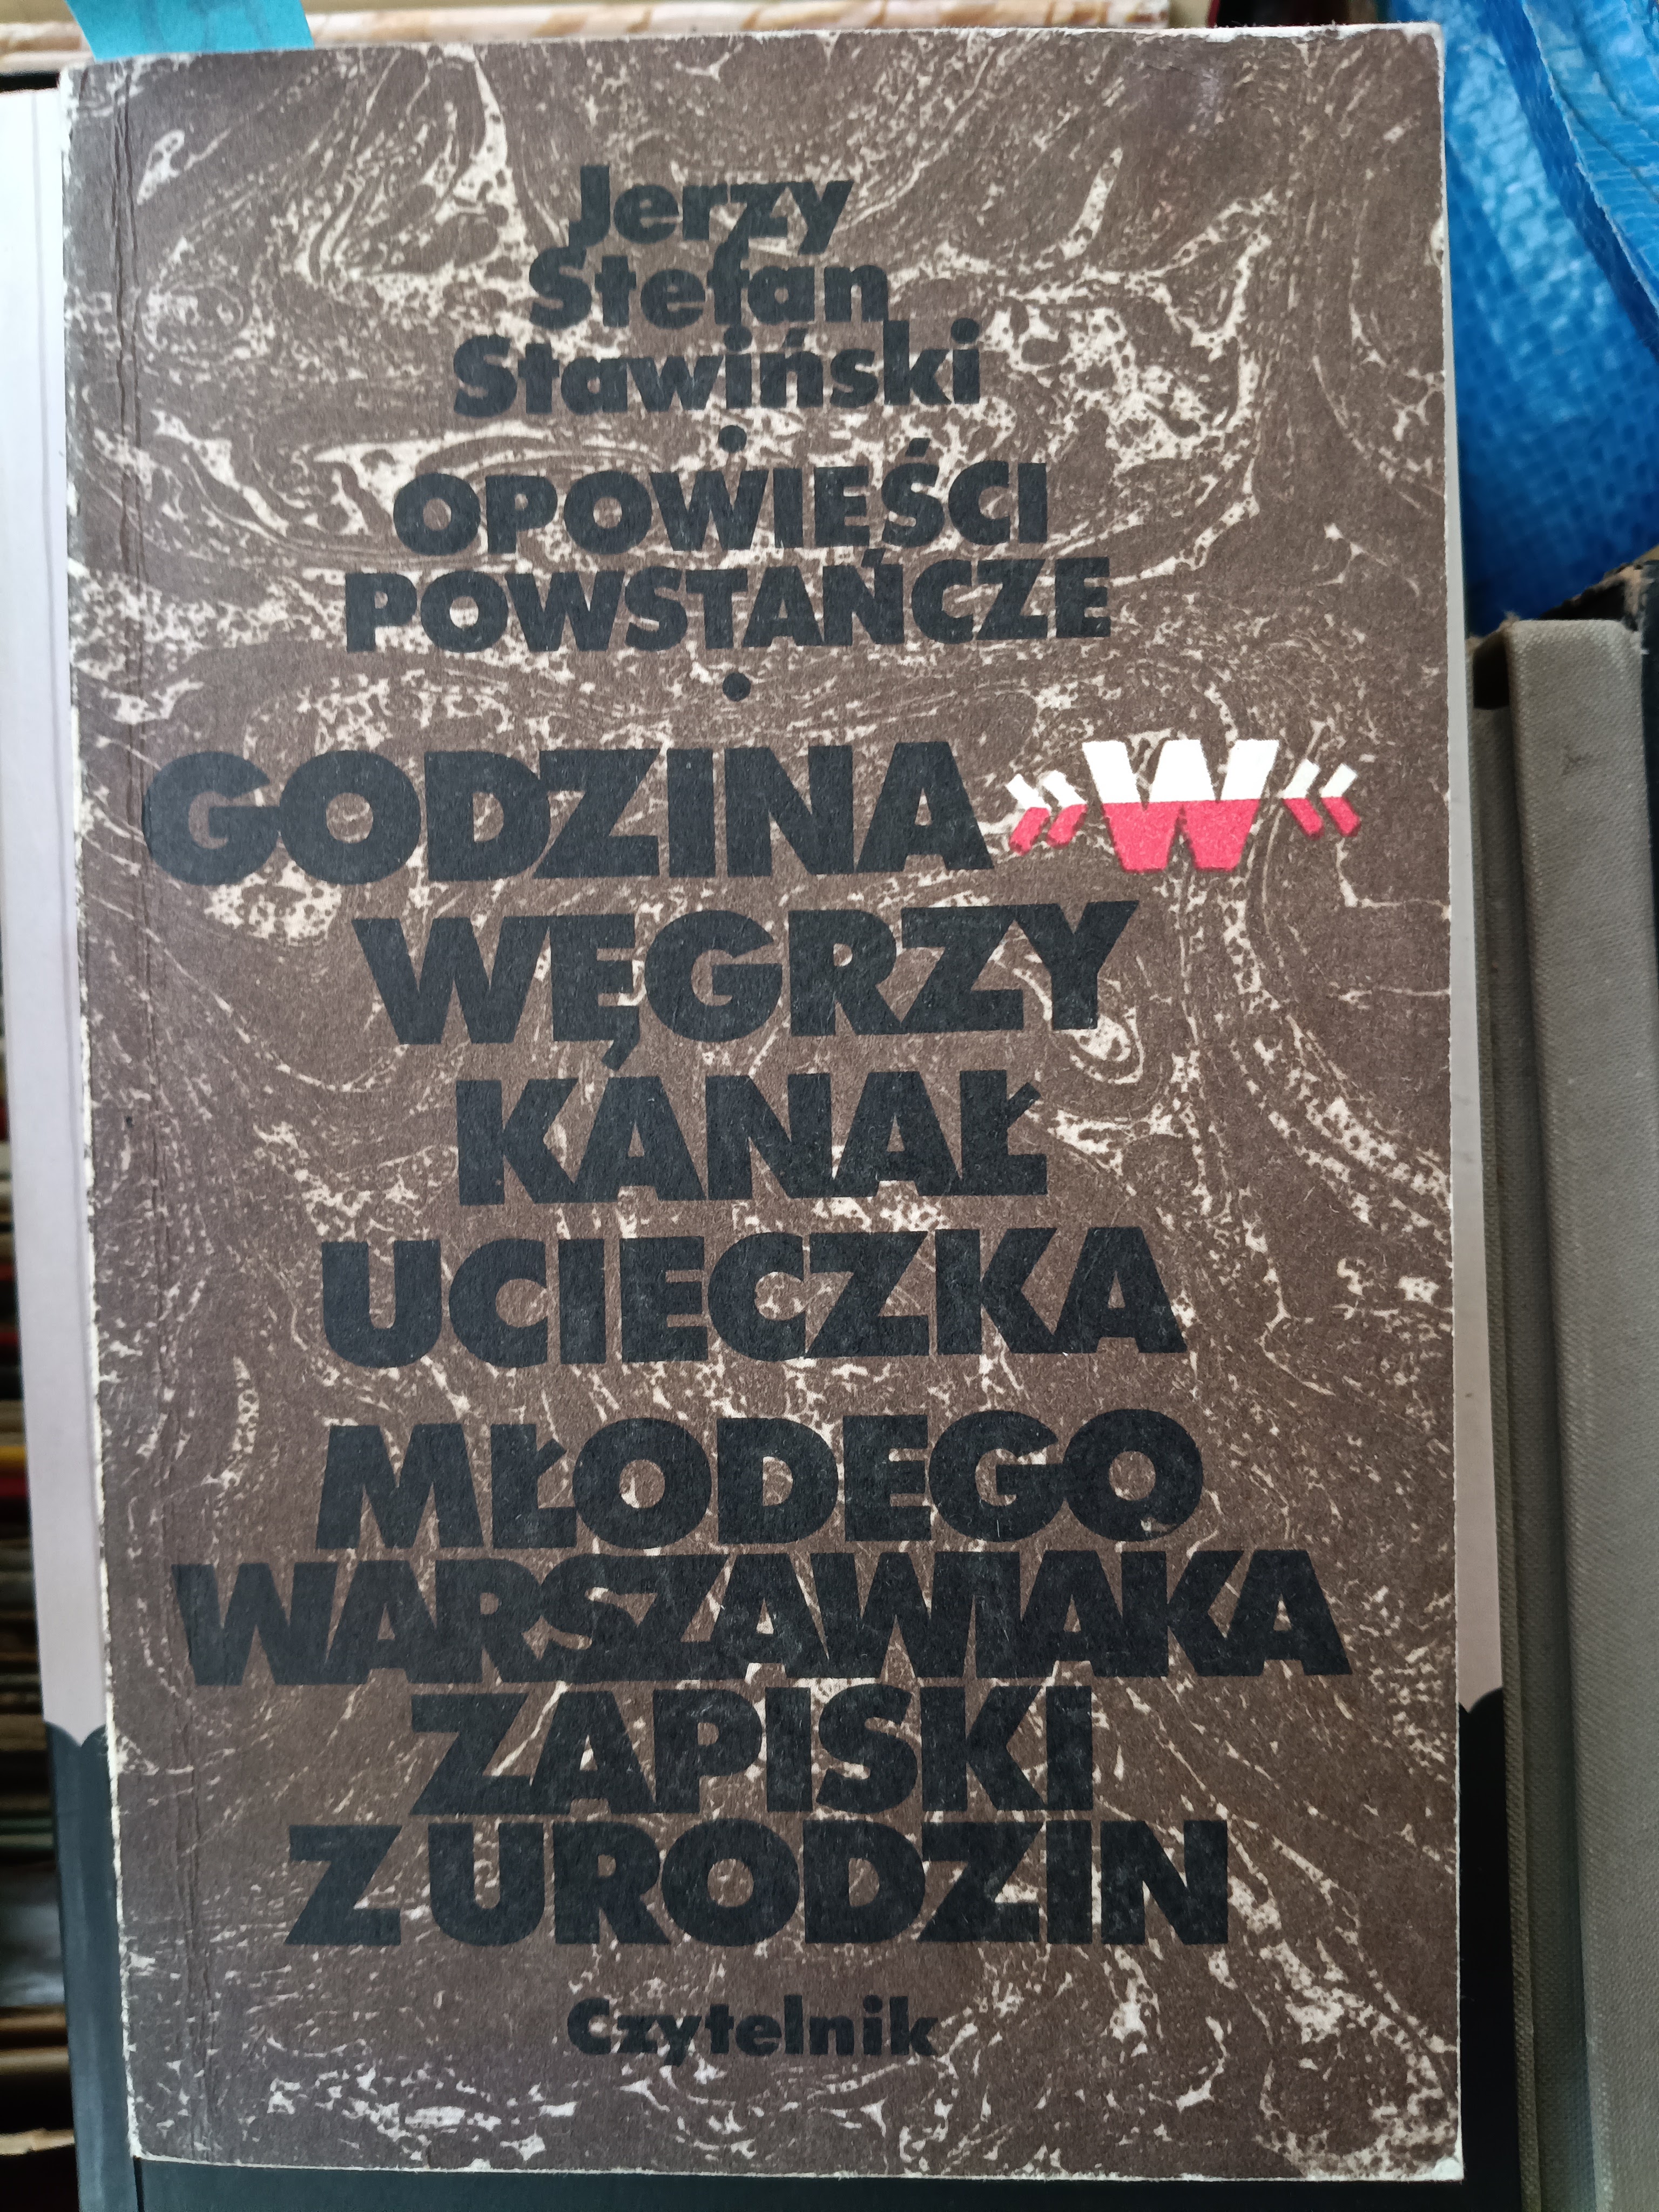 Jerzy
Stefan
Stawiński
•
OPOWIEŚCI
POWSTAŃCZE
•
GODZINA »W«
WĘGRZY
KANAŁ
UCIECZKA
MŁODEGO
WARSZAWIAKA
ZAPISKI
Z URODZIN
Czytelnik